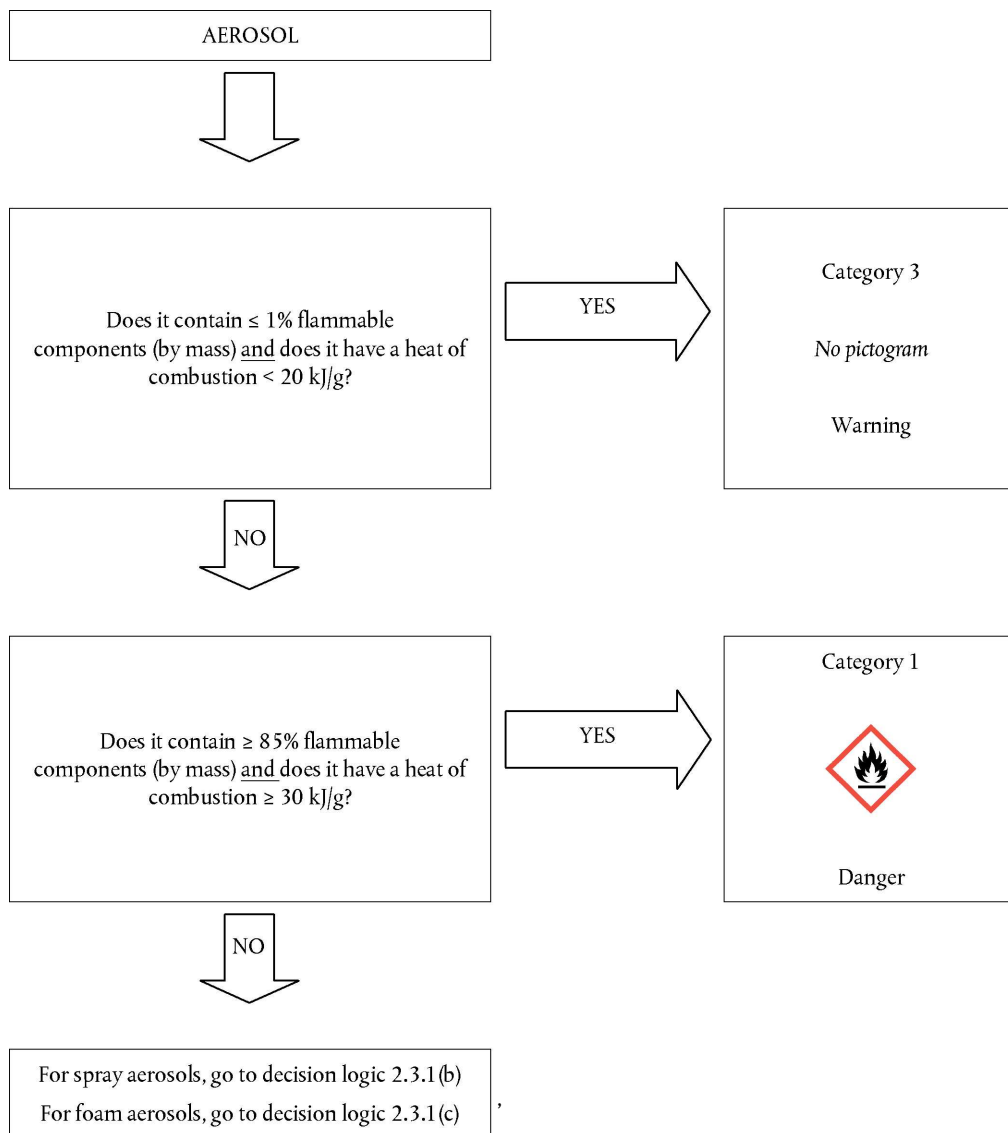 AEROSOL
Does it contain ≤ 1% flammable
components (by mass) and does it have a heat of
combustion < 20 kJ/g?
YES
Category 3
No pictogram
Warning
NO
Does it contain ≥ 85% flammable
components (by mass) and does it have a heat of
combustion ≥ 30 kJ/g?
YES
Category 1
Danger
NO
For spray aerosols, go to decision logic 2.3.1(b)
For foam aerosols, go to decision logic 2.3.1(c)
,